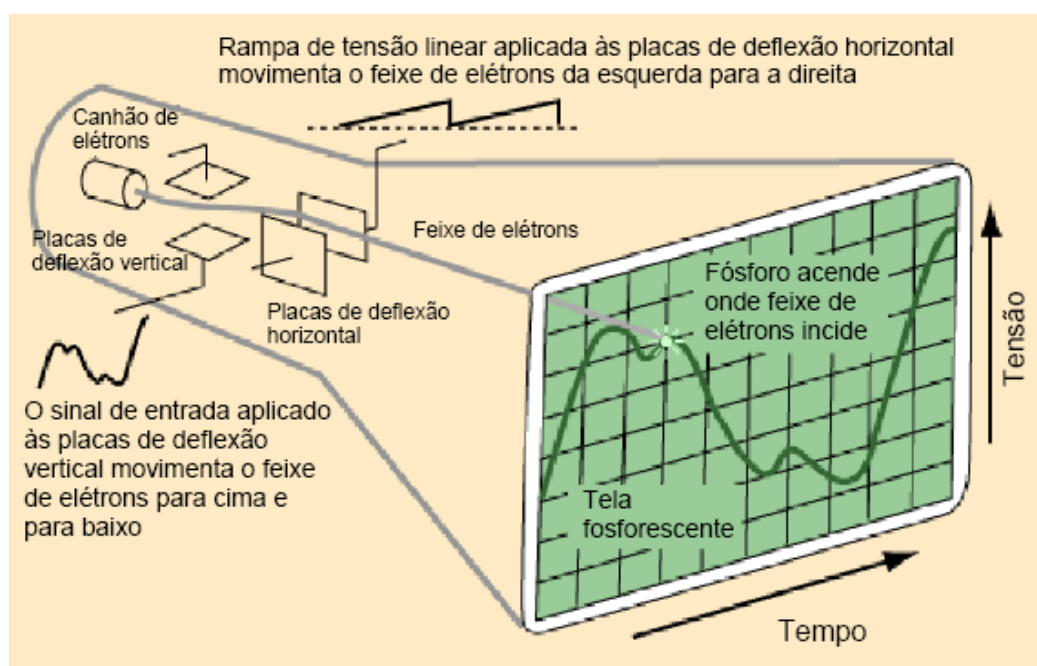 Rampa de tensão linear aplicada às placas de deflexão horizontal
movimenta o feixe de elétrons da esquerda para a direita
Canhão de
elétrons
Placas de
deflexão vertical
Feixe de elétrons
Placas de deflexão
horizontal
O sinal de entrada aplicado
às placas de deflexão
vertical movimenta o feixe
de elétrons para cima e
para baixo
Fósforo acende
onde feixe de
elétrons incide
Tela
fosforescente
Tensão
Tempo